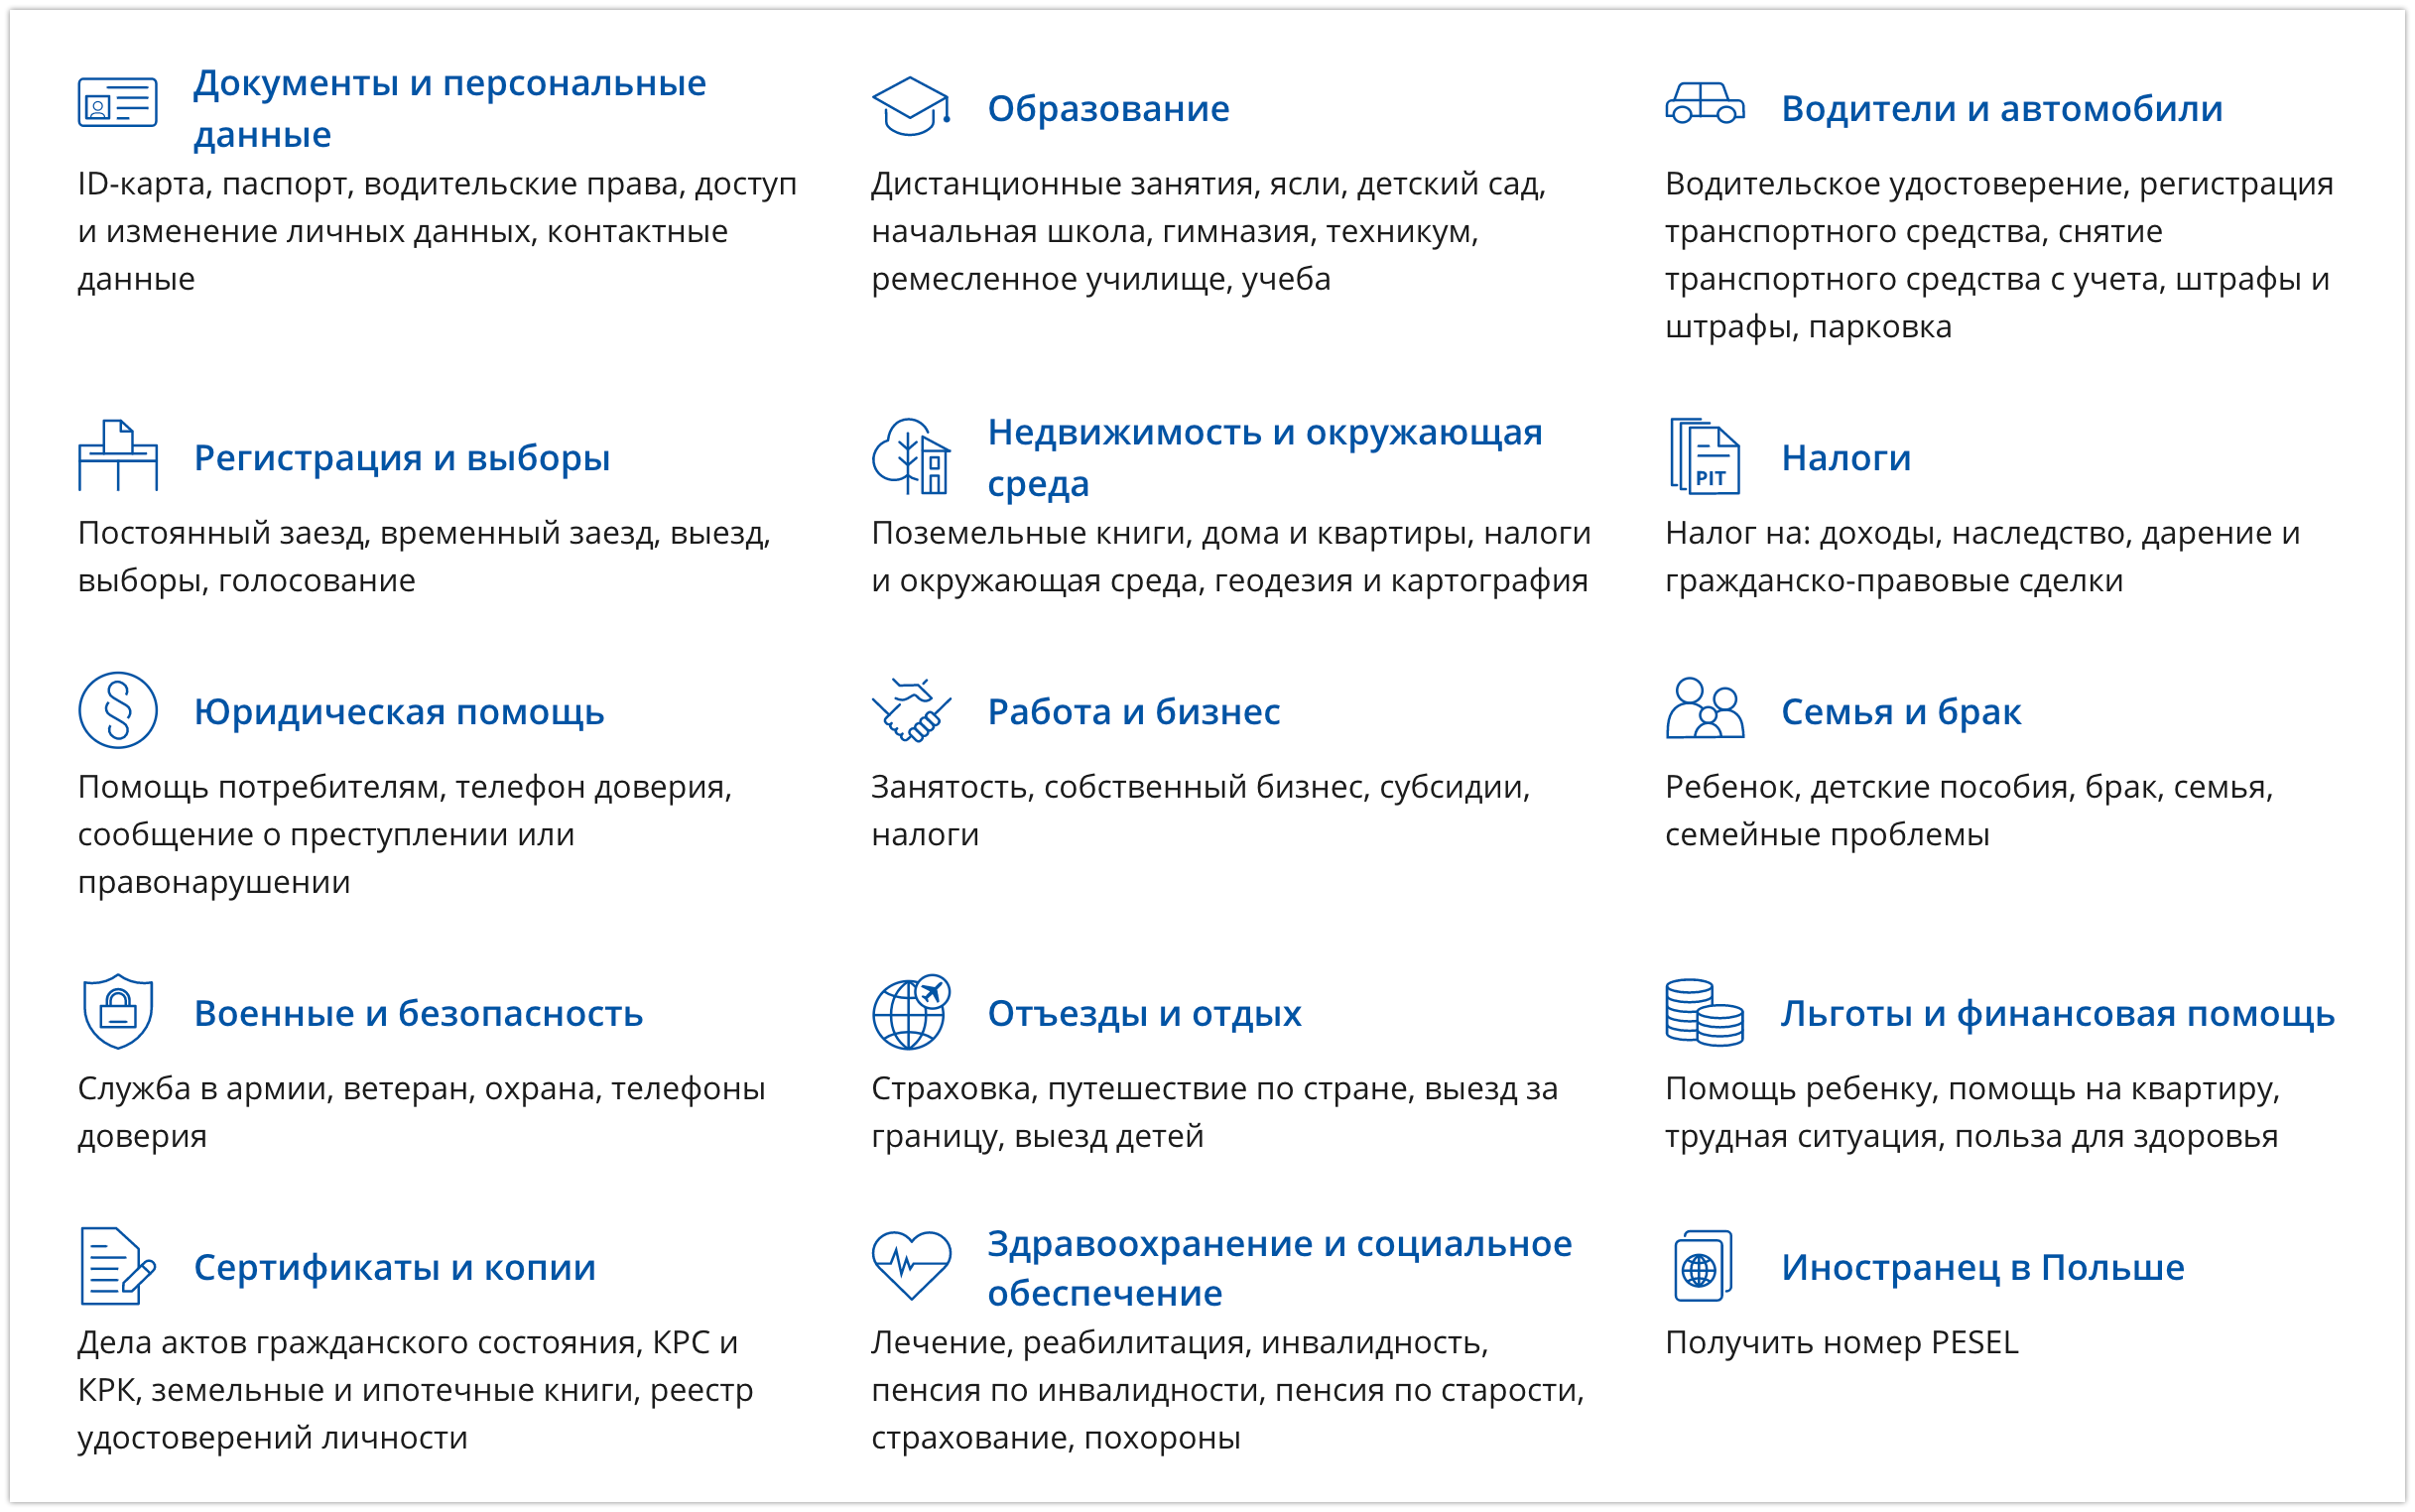 Документы и персональные
данные
ID-карта, паспорт, водительские права, доступ
и изменение личных данных, контактные
данные
Образование
Дистанционные занятия, ясли, детский сад,
начальная школа, гимназия, техникум,
ремесленное училище, учеба
Водители и автомобили
Водительское удостоверение, регистрация
транспортного средства, снятие
транспортного средства с учета, штрафы и
штрафы, парковка
Регистрация и выборы
Постоянный заезд, временный заезд, выезд,
выборы, голосование
Недвижимость и окружающая
среда
Поземельные книги, дома и квартиры, налоги
и окружающая среда, геодезия и картография
PIT
Налоги
Налог на: доходы, наследство, дарение и
гражданско-правовые сделки
Юридическая помощь
Помощь потребителям, телефон доверия,
сообщение о преступлении или
правонарушении
Работа и бизнес
Занятость, собственный бизнес, субсидии,
налоги
Семья и брак
Ребенок, детские пособия, брак, семья,
семейные проблемы
Военные и безопасность
Служба в армии, ветеран, охрана, телефоны
доверия
Отъезды и отдых
Страховка, путешествие по стране, выезд за
границу, выезд детей
Льготы и финансовая помощь
Помощь ребенку, помощь на квартиру,
трудная ситуация, польза для здоровья
Сертификаты и копии
Дела актов гражданского состояния, КРС и
КРК, земельные и ипотечные книги, реестр
удостоверений личности
Здравоохранение и социальное
обеспечение
Лечение, реабилитация, инвалидность,
пенсия по инвалидности, пенсия по старости,
страхование, похороны
Иностранец в Польше
Получить номер PESEL